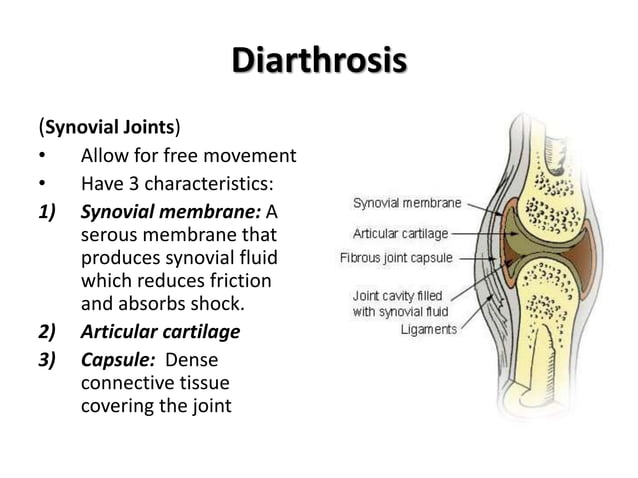 Diarthrosis
(Synovial Joints)
• Allow for free movement
• Have 3 characteristics:
1) Synovial membrane: A
serous membrane that
produces synovial fluid
which reduces friction
and absorbs shock.
2) Articular cartilage
3) Capsule: Dense
connective tissue
covering the joint
Synovial membrane
Articular cartilage
Fibrous joint capsule
Joint cavity filled
with synovial fluid
Ligaments